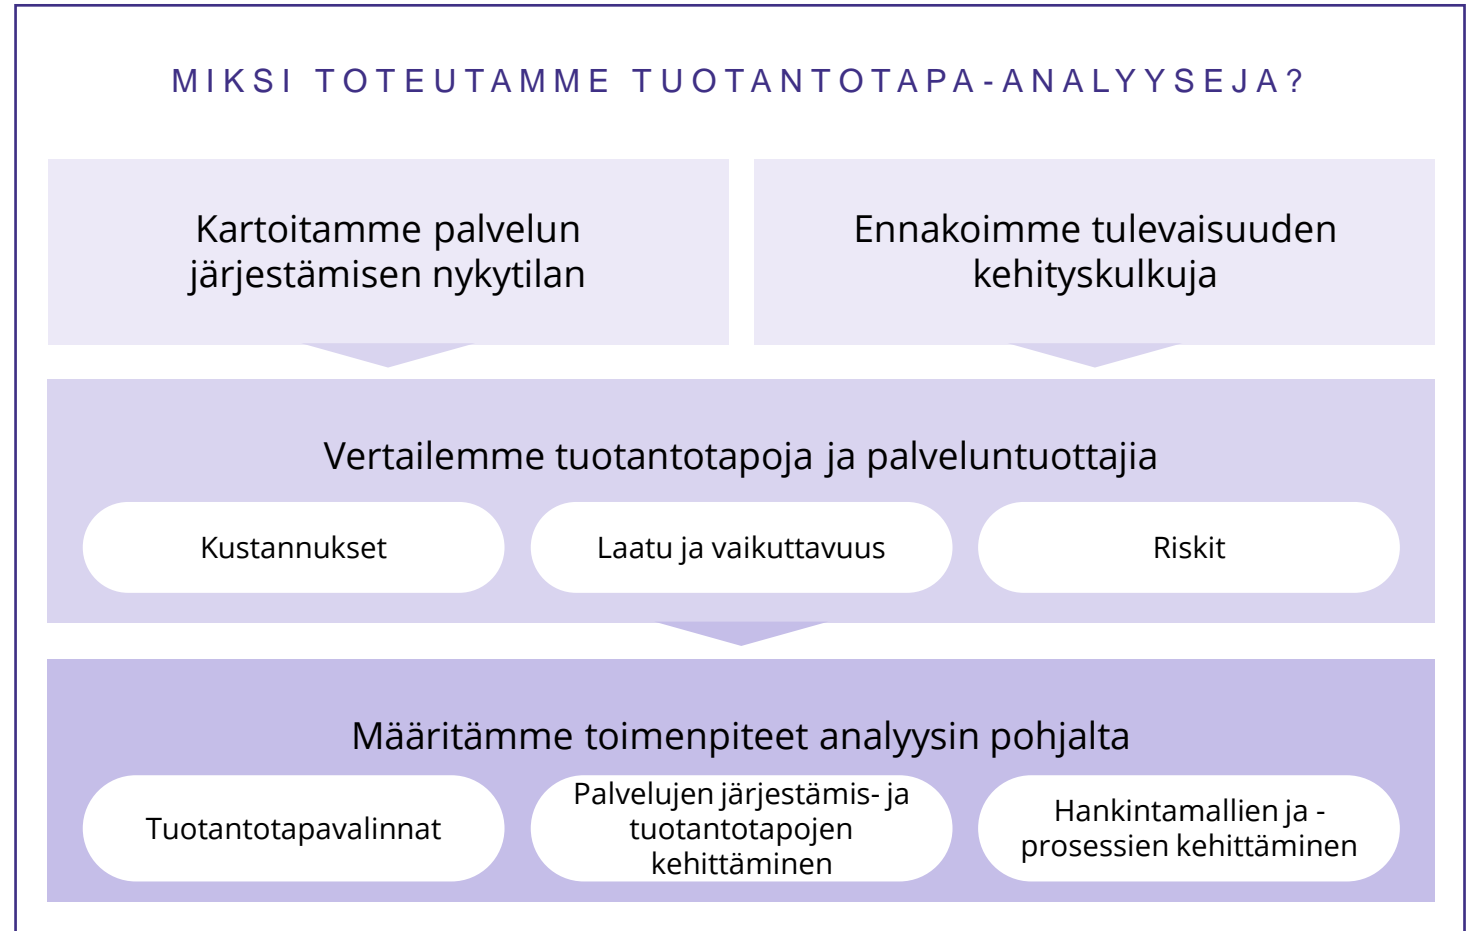 MIKSI TOTEUTAMME TUOTANTOTAPA-ANALYYSEJA?
Kartoitamme palvelun
järjestämisen nykytilan
Ennakoimme tulevaisuuden
kehityskulkuja
Vertailemme tuotantotapoja ja palveluntuottajia
Kustannukset
Laatu ja vaikuttavuus
Riskit
Määritämme toimenpiteet analyysin pohjalta
Tuotantotapavalinnat
Palvelujen järjestämis- ja
tuotantotapojen
kehittäminen
Hankintamallien ja -
prosessien kehittäminen